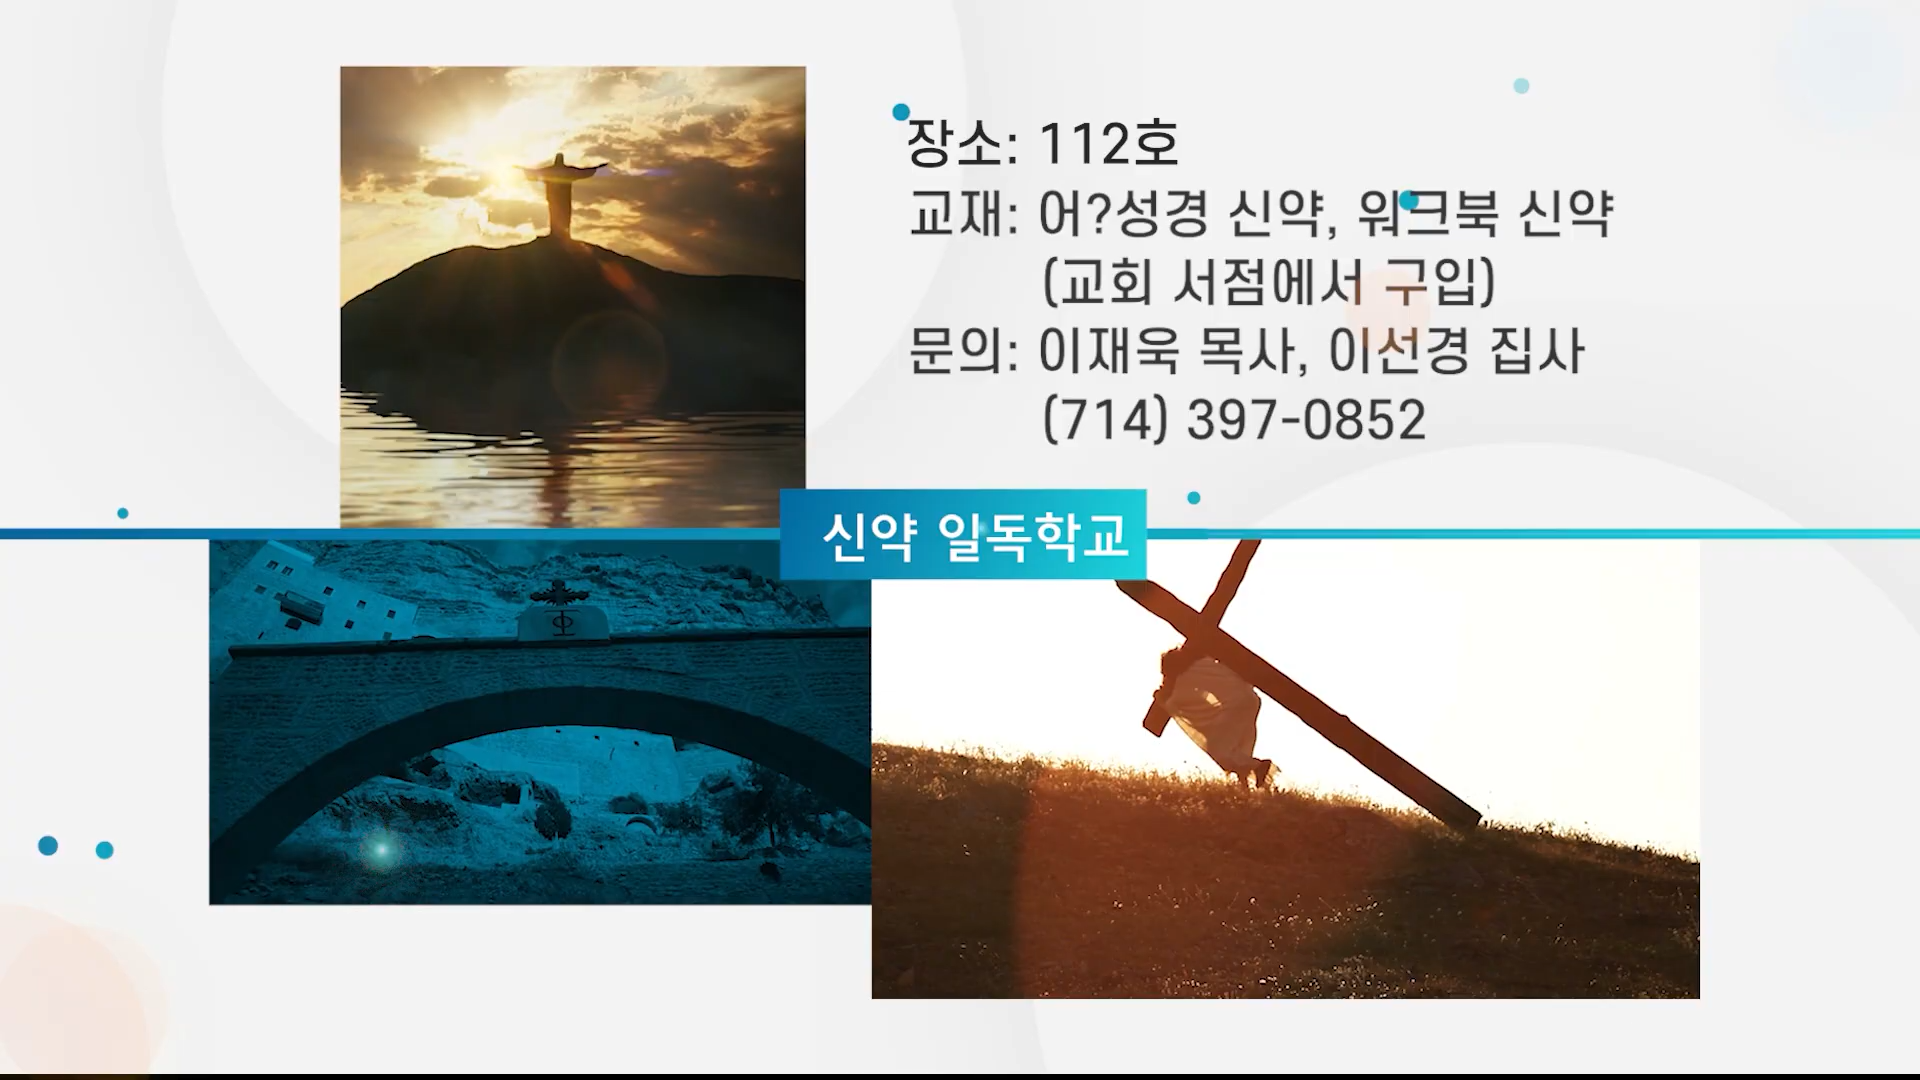 장소: 112호
교재: 어?성경 신약, 워크북 신약
(교회 서점에서 구입)
문의: 이재욱 목사, 이선경 집사
(714) 397-0852
신약 일독학교